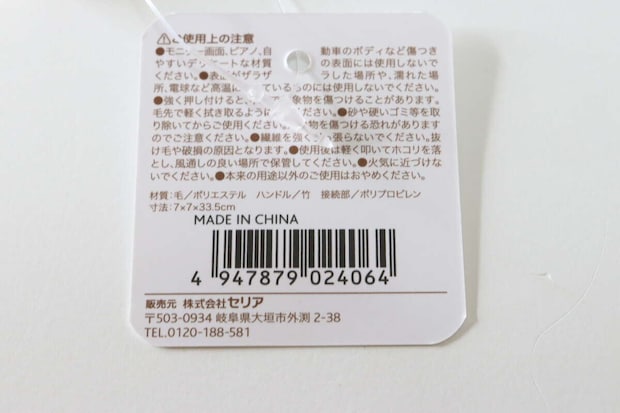 ⚠ご使用上の注意
●モニター画面、ピアノ、自動車のボディなど傷つき
やすいデリケートな材質の表面には使用しないで
ください。●表面がザラザラした場所や、濡れた場
所、電球など高温になっているものには使用しないでください。
●強く押し付けると、対象物を傷つけることがあります。
毛先で軽く拭き取るようにご使用ください。●砂や硬いゴミ等を取
り除いてからご使用ください。対象物を傷つける恐れがあります
のでご注意ください。●繊維を強く引っ張らないでください。抜
け毛や破損の原因となります。●使用後は軽く叩いてホコリを落
とし、風通しの良い場所で保管してください。●火気に近づけな
いでください。●本来の用途以外のご使用はおやめください。
材質:毛/ポリエステル ハンドル/竹 接続部/ポリプロピレン
寸法:7×7×33.5cm
MADE IN CHINA
4 947879 024064
販売元 株式会社セリア
〒503-0934 岐阜県大垣市外渕 2-38
TEL.0120-188-581